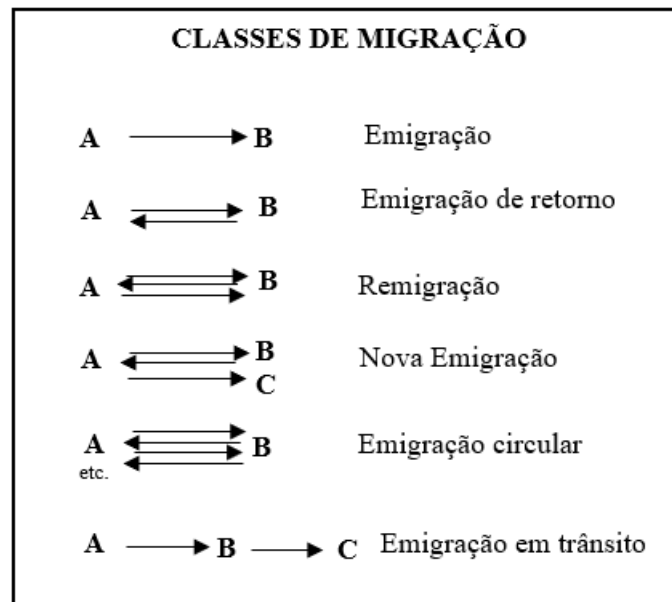 CLASSES DE MIGRAÇÃO
A B Emigração
A B Emigração de retorno
A B Remigração
A B Nova Emigração
C
A B Emigração circular
etc.
A B C Emigração em trânsito